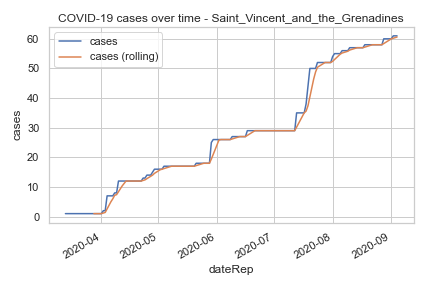 COVID-19 cases over time - Saint_Vincent_and_the_Grenadines
cases
cases (rolling)
60
50
40
30
20
10
0
cases
2020-04
2020-05
2020-06
2020-07
2020-08
2020-09
dateRep